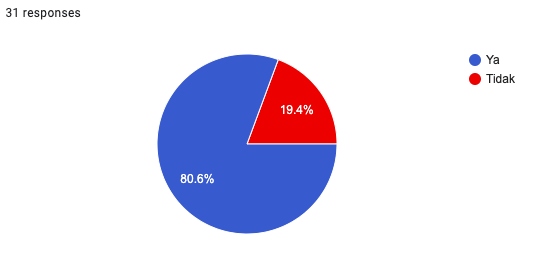 31 responses
Ya
Tidak
19.4%
80.6%